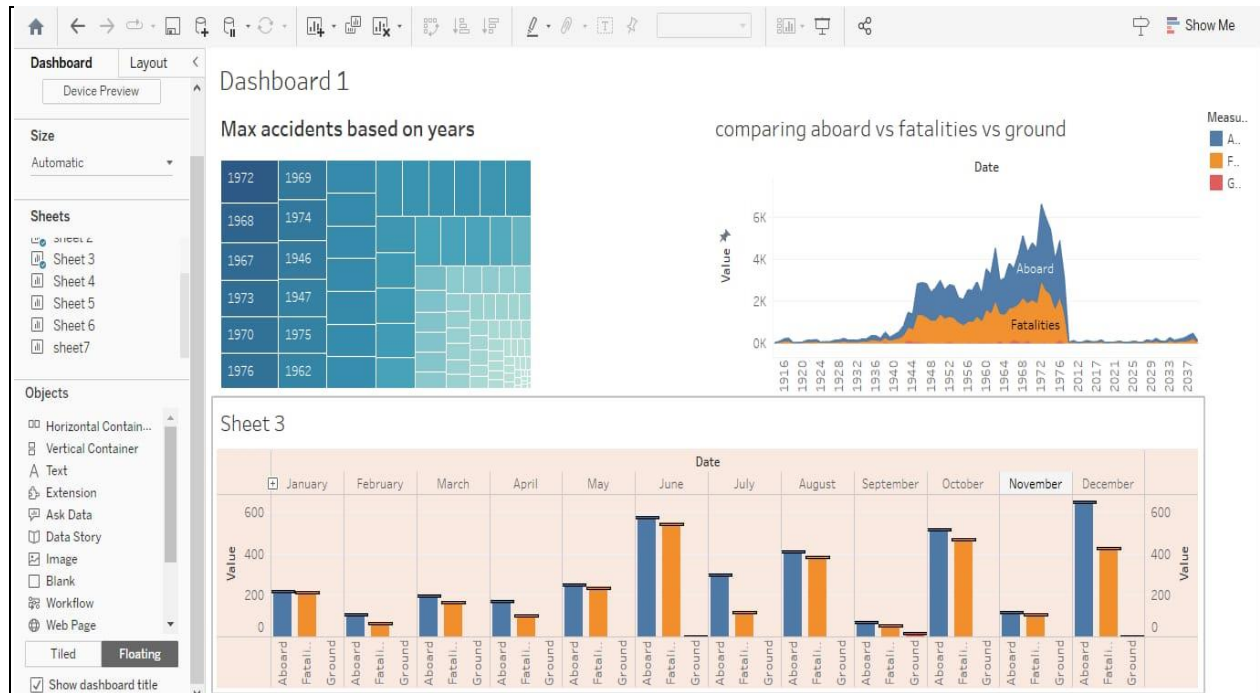 Show Me
Dashboard Layout
Device Preview
Size
Automatic
Sheets
Sheet 2
Sheet 3
Sheet 4
Sheet 5
Sheet 6
sheet7
Objects
Horizontal Contain...
Vertical Container
Text
Extension
Ask Data
Data Story
Image
Blank
Workflow
Web Page
Tiled Floating
Show dashboard title
Dashboard 1
Max accidents based on years
1972 1969
1968 1974
1967 1946
1973 1947
1970 1975
1976 1962
comparing aboard vs fatalities vs ground
Date
Value
6K
4K
2K
0K
Aboard
Fatalities
1916 1920 1924 1928 1932 1936 1940 1944 1948 1952 1956 1960 1964 1968 1972 1976 2012 2017 2021 2025 2029 2033 2037
Measu..
A..
F..
G..
Sheet 3
Date
January February March April May June July August September October November December
Value
600 600
400 400
200 200
0 0
Value
Aboard Fatali.. Ground Aboard Fatali.. Ground Aboard Fatali.. Ground Aboard Fatali.. Ground Aboard Fatali.. Ground Aboard Fatali.. Ground Aboard Fatali.. Ground Aboard Fatali.. Ground Aboard Fatali.. Ground Aboard Fatali.. Ground Aboard Fatali.. Ground Aboard Fatali.. Ground